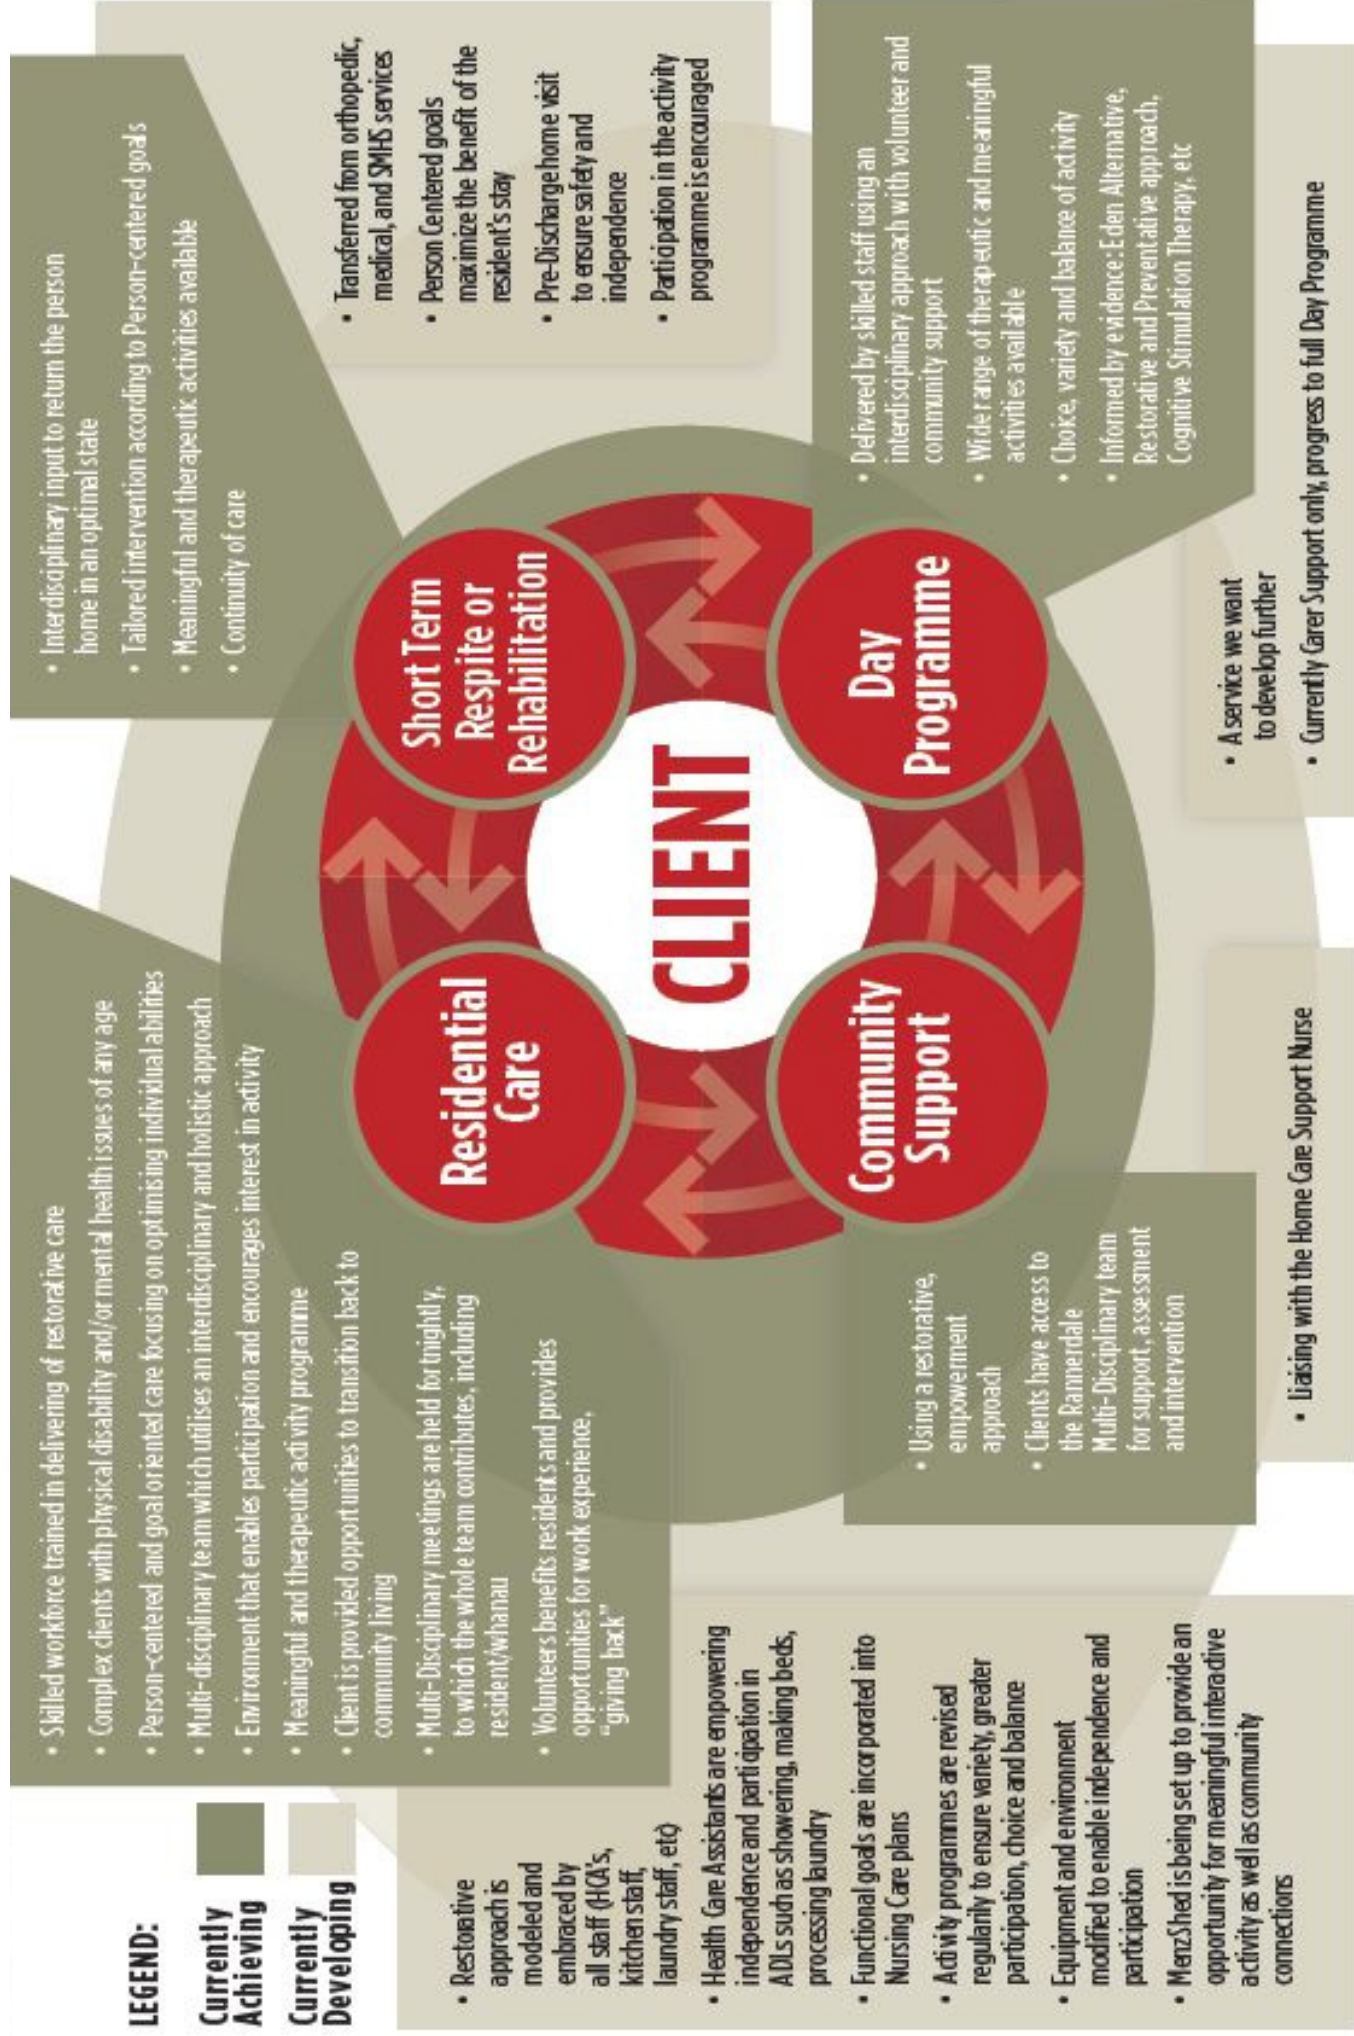 LEGEND:
Currently
Achieving
Currently
Developing
• Skilled workforce trained in delivering of restorative care
• Complex clients with physical disability and/or mental health issues of any age
• Person-centered and goal oriented care focusing on optimising individual abilities
• Multi-disciplinary team which utilises an interdisciplinary and holistic approach
• Environment that enables participation and encourages interest in activity
• Meaningful and therapeutic activity programme
• Client is provided opportunities to transition back to
community living
• Multi-Disciplinary meetings are held fortnightly,
to which the whole team contributes, including
resident/whanau
• Volunteers benefits residents and provides
opportunities for work experience,
"giving back"
• Interdisciplinary input to return the person
home in an optimal state
• Tailored intervention according to Person-centered goals
• Meaningful and therapeutic activities available
• Continuity of care
• Transferred from orthopedic,
medical, and SMHS services
• Person Centered goals
maximize the benefit of the
resident's stay
• Pre-Discharge home visit
to ensure safety and
independence
• Participation in the activity
programme is encouraged
Residential
Care
Short Term
Respite or
Rehabilitation
CLIENT
Community
Support
Day
Programme
• Restorative
approach is
modeled and
embraced by
all staff (HCA's,
kitchen staff,
laundry staff, etc)
• Health Care Assistants are empowering
independence and participation in
ADLs such as showering, making beds,
processing laundry
• Functional goals are incorporated into
Nursing Care plans
• Activity programmes are revised
regularily to ensure variety, greater
participation, choice and balance
• Equipment and environment
modified to enable independence and
participation
• MenzShed is being set up to provide an
opportunity for meaningful interactive
activity as well as community
connections
• Using a restorative,
empowerment
approach
• Clients have access to
the Rannerdale
Multi-Disciplinary team
for support, assessment
and intervention
• Liaising with the Home Care Support Nurse
• Delivered by skilled staff using an
interdisciplinary approach with volunteer and
community support
• Wide range of therapeutic and meaningful
activities available
• Choice, variety and balance of activity
• Informed by evidence: Eden Alternative,
Restorative and Preventative approach,
Cognitive Stimulation Therapy, etc
• A service we want
to develop further
• Currently Carer Support only, progress to full Day Programme